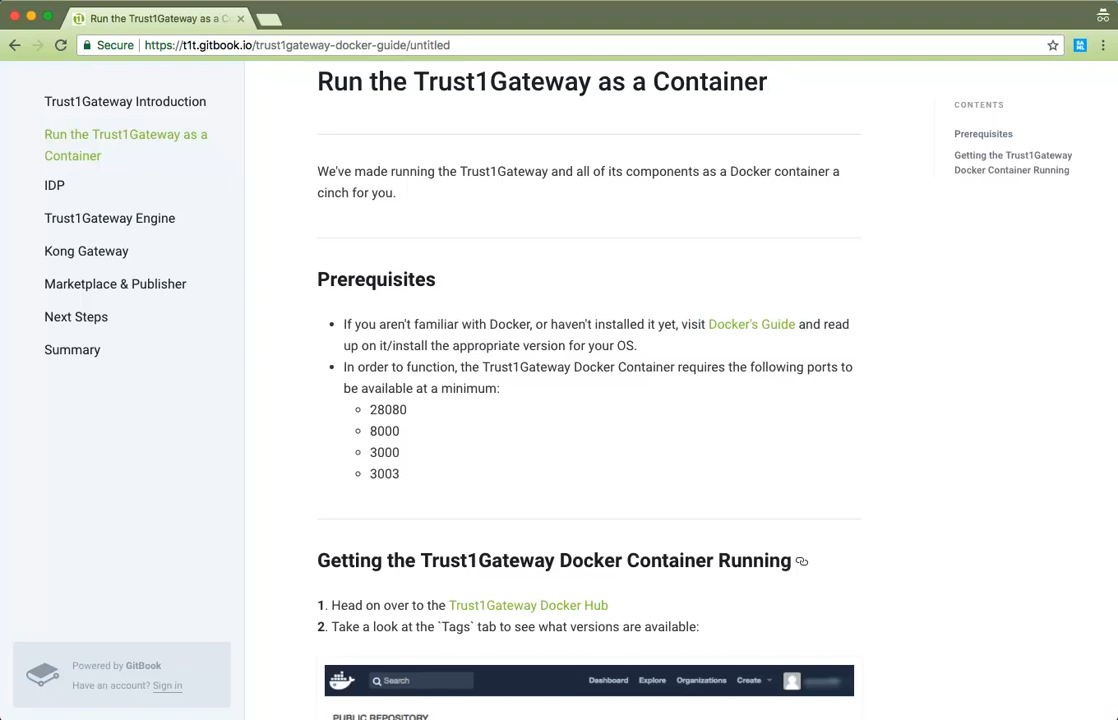 Run the Trust1Gateway as a C
Secure
https://t1t.gitbook.io/trust1gateway-docker-guide/untitled
Trust1Gateway Introduction
Run the Trust1Gateway as a
Container
IDP
Trust1Gateway Engine
Kong Gateway
Marketplace & Publisher
Next Steps
Summary
Powered by GitBook
Have an account? Sign in
Run the Trust1Gateway as a Container
We've made running the Trust1Gateway and all of its components as a Docker container a
cinch for you.
Prerequisites
• If you aren't familiar with Docker, or haven't installed it yet, visit Docker's Guide and read
up on it/install the appropriate version for your OS.
• In order to function, the Trust1Gateway Docker Container requires the following ports to
be available at a minimum:
◦ 28080
◦ 8000
◦ 3000
◦ 3003
Getting the Trust1Gateway Docker Container Running
1. Head on over to the Trust1Gateway Docker Hub
2. Take a look at the `Tags` tab to see what versions are available:
Search
Dashboard Explore Organizations Create
PUBLIC REPOSITORY
CONTENTS
Prerequisites
Getting the Trust1Gateway
Docker Container Running